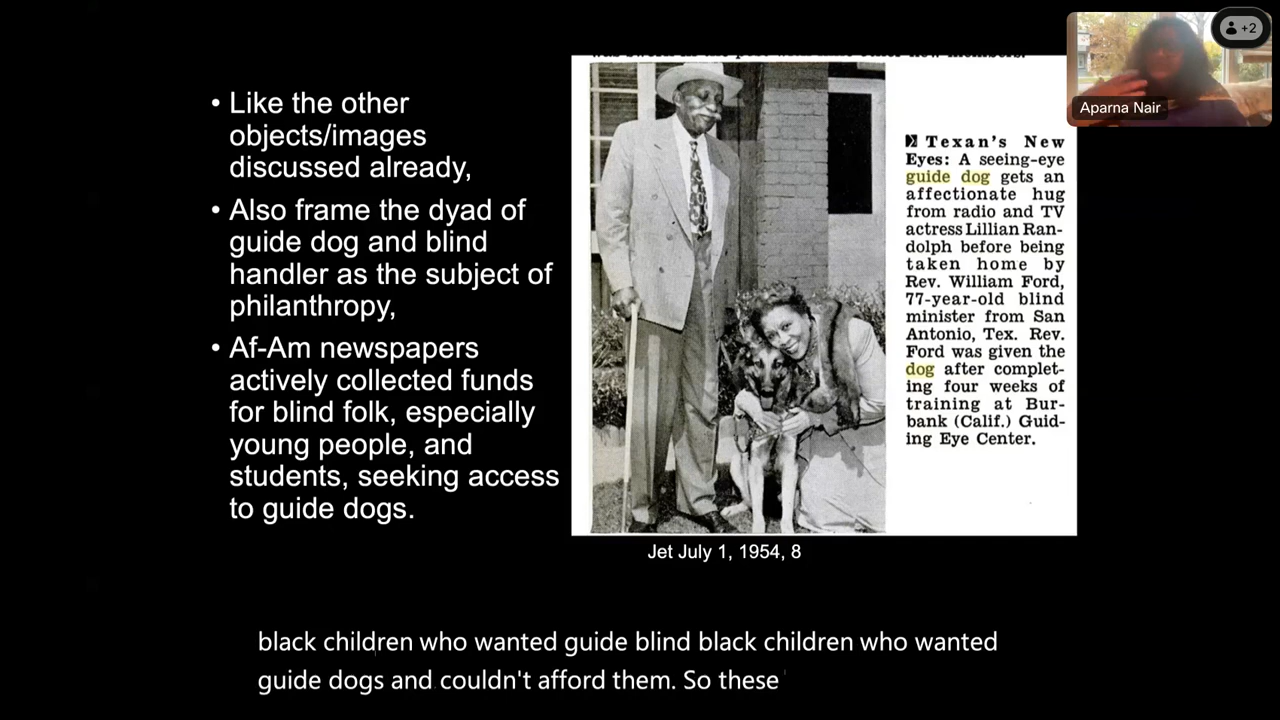 • Like the other
objects/images
discussed already,
• Also frame the dyad of
guide dog and blind
handler as the subject of
philanthropy,
• Af-Am newspapers
actively collected funds
for blind folk, especially
young people, and
students, seeking access
to guide dogs.
Texan's New
Eyes: A seeing-eye
guide dog gets an
affectionate hug
from radio and TV
actress Lillian Ran-
dolph before being
taken home by
Rev. William Ford,
77-year-old blind
minister from San
Antonio, Tex. Rev.
Ford was given the
dog after complet-
ing four weeks of
training at Bur-
bank (Calif.) Guid-
ing Eye Center.
Jet July 1, 1954, 8
+2
Aparna Nair
black children who wanted guide blind black children who wanted
guide dogs and couldn't afford them. So these